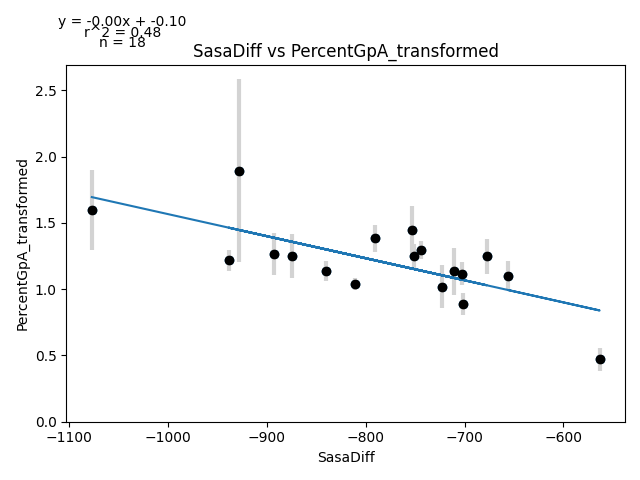 y = -0.00x + -0.10
r^2 = 0.48
n = 18
SasaDiff vs PercentGpA_transformed
PercentGpA_transformed
2.5
2.0
1.5
1.0
0.5
0.0
−1100 −1000 −900 −800 −700 −600
SasaDiff